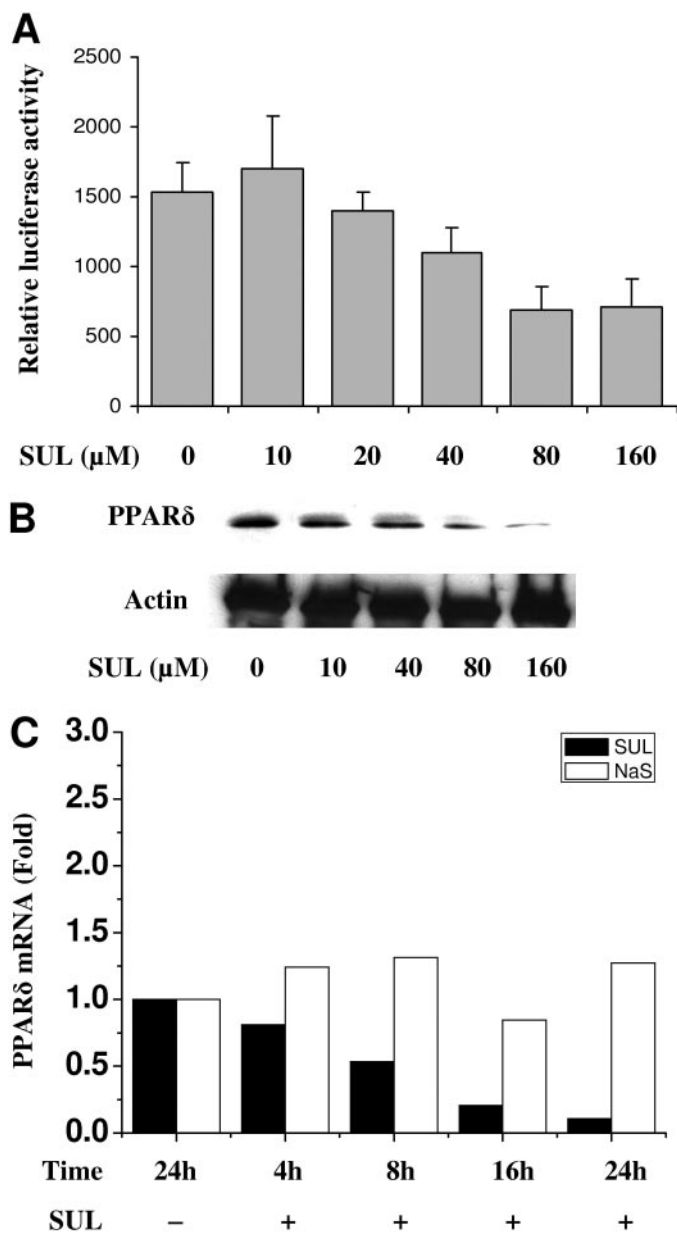 A
Relative luciferase activity
2500
2000
1500
1000
500
0
SUL (µM) 0 10 20 40 80 160
B
PPARδ
Actin
SUL (µM) 0 10 40 80 160
C
PPARδ mRNA (Fold)
3.0
2.5
2.0
1.5
1.0
0.5
0.0
SUL
NaS
Time 24h 4h 8h 16h 24h
SUL – + + + +